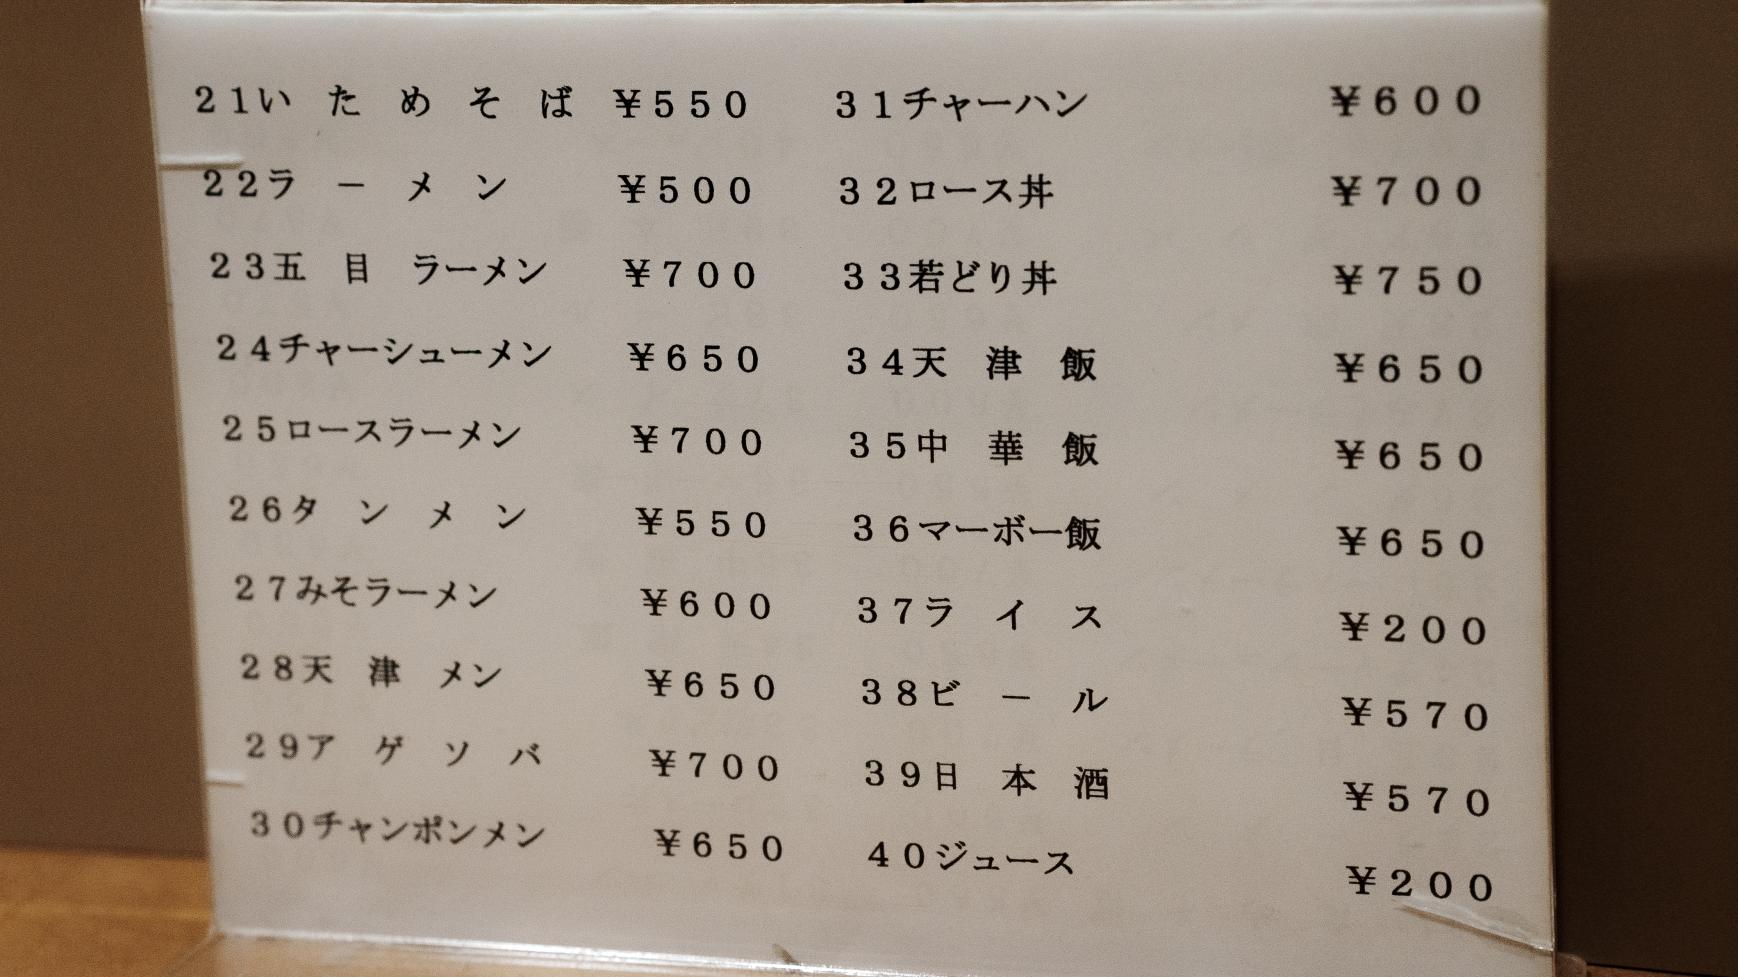 21いためそば ¥550
22ラーメン ¥500
23五目ラーメン ¥700
24チャーシューメン ¥650
25ロースラーメン ¥700
26タンメン ¥550
27みそラーメン ¥600
28天津メン ¥650
29アゲソバ ¥700
30チャンポンメン ¥650
31チャーハン ¥600
32ロース丼 ¥700
33若どり丼 ¥750
34天津飯 ¥650
35中華飯 ¥650
36マーボー飯 ¥650
37ライス ¥200
38ビール ¥570
39日本酒 ¥570
40ジュース ¥200